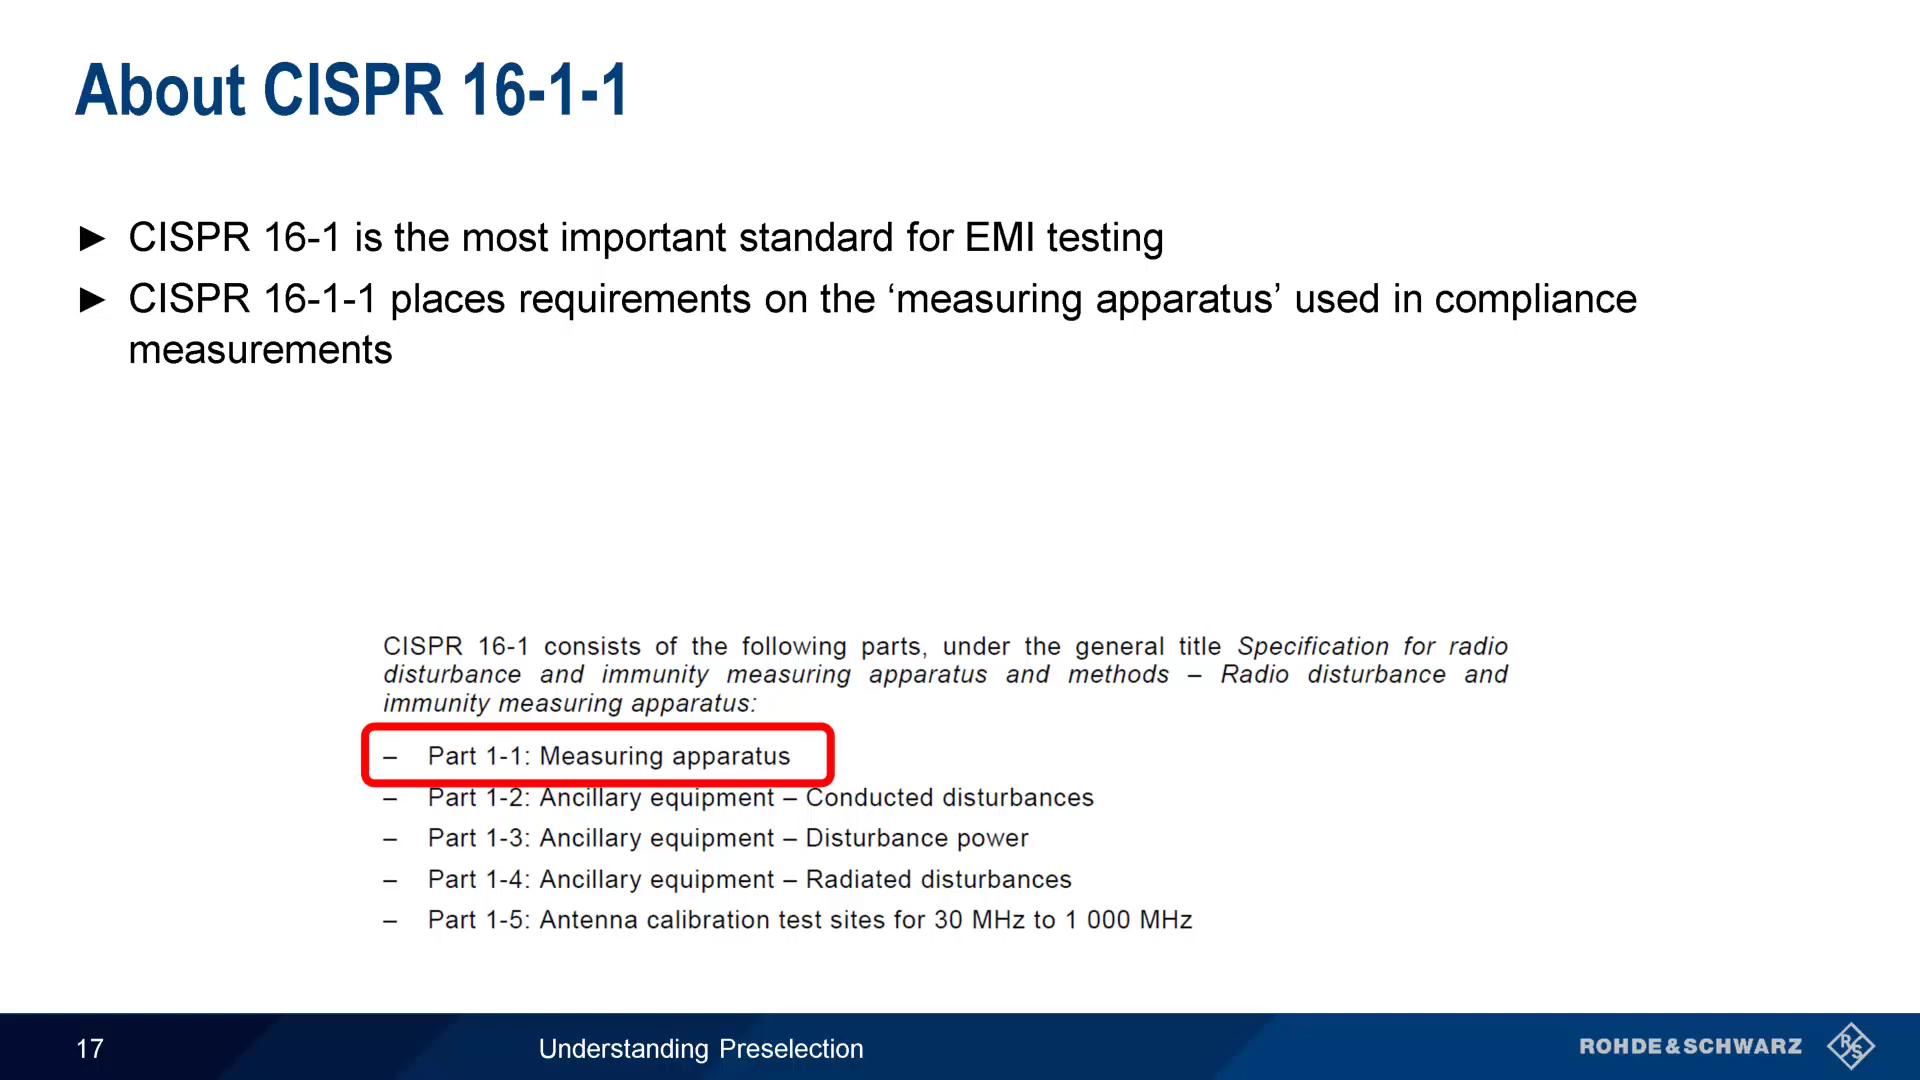 About CISPR 16-1-1
► CISPR 16-1 is the most important standard for EMI testing
► CISPR 16-1-1 places requirements on the ‘measuring apparatus’ used in compliance
measurements
CISPR 16-1 consists of the following parts, under the general title Specification for radio
disturbance and immunity measuring apparatus and methods – Radio disturbance and
immunity measuring apparatus:
– Part 1-1: Measuring apparatus
– Part 1-2: Ancillary equipment – Conducted disturbances
– Part 1-3: Ancillary equipment – Disturbance power
– Part 1-4: Ancillary equipment – Radiated disturbances
– Part 1-5: Antenna calibration test sites for 30 MHz to 1 000 MHz
17
Understanding Preselection
ROHDE&SCHWARZ
R&S